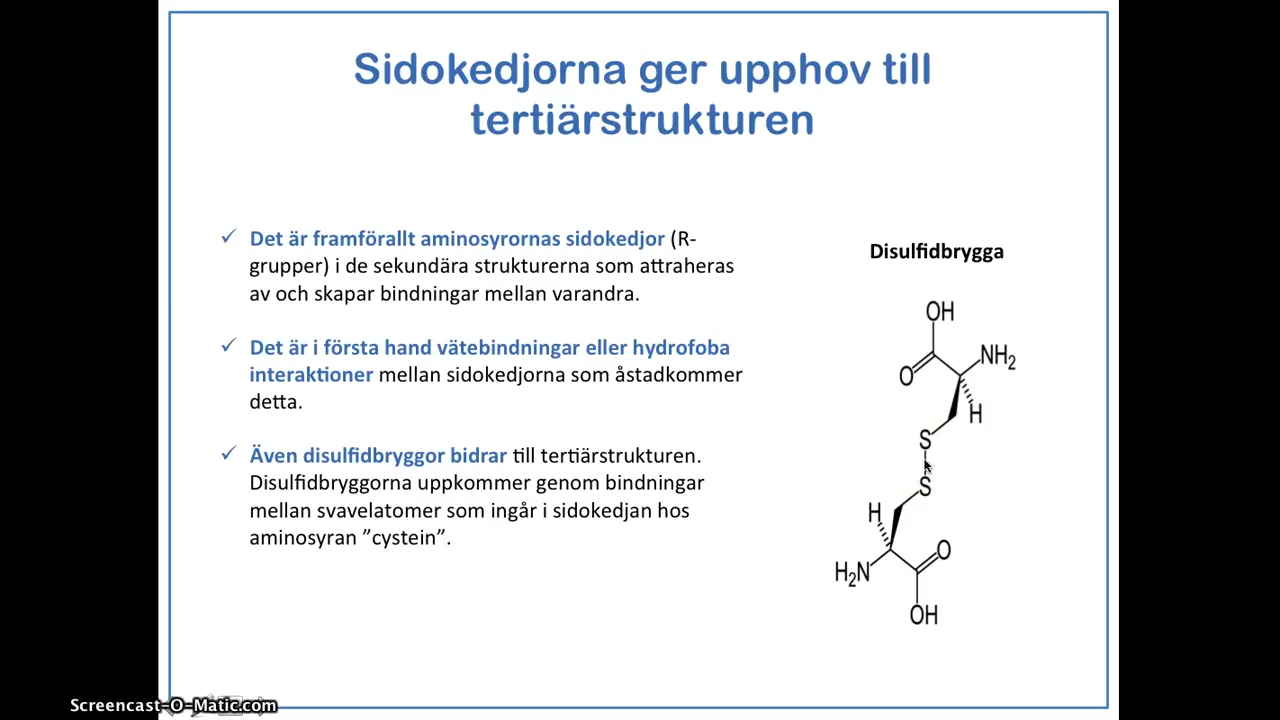 Sidokedjorna ger upphov till
tertiärstrukturen
✓ Det är framförallt aminosyrornas sidokedjor (R-
grupper) i de sekundära strukturerna som attraheras
av och skapar bindningar mellan varandra.
✓ Det är i första hand vätebindningar eller hydrofoba
interaktioner mellan sidokedjorna som åstadkommer
detta.
✓ Även disulfidbryggor bidrar till tertiärstrukturen.
Disulfidbryggorna uppkommer genom bindningar
mellan svavelatomer som ingår i sidokedjan hos
aminosyran ”cystein”.
Disulfidbrygga
OH
NH₂
O
H
S
S
H
O
H₂N
OH
Screencast-O-Matic.com